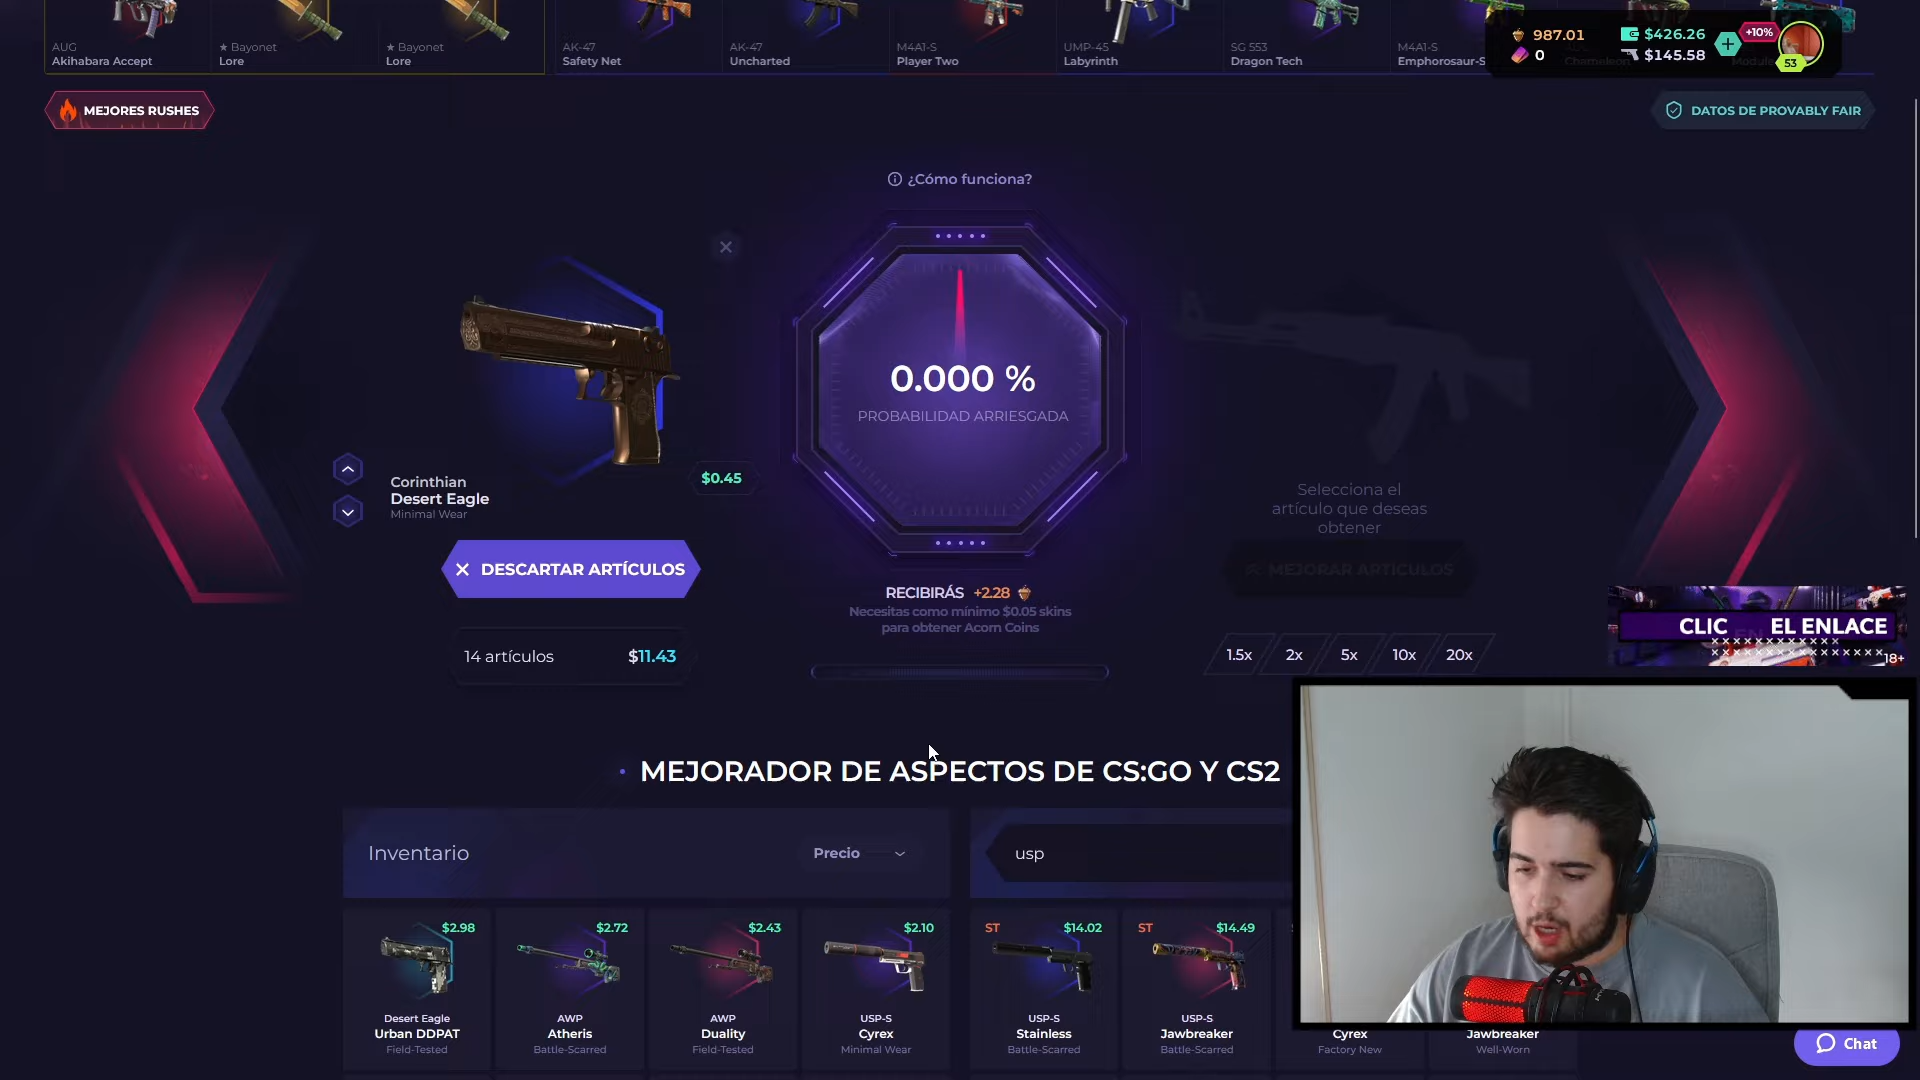 AUG
Akihabara Accept
★ Bayonet
Lore
★ Bayonet
Lore
AK-47
Safety Net
AK-47
Uncharted
M4A1-S
Player Two
UMP-45
Labyrinth
SG 553
Dragon Tech
M4A1-S
Emphorosaur-S
Chameleon
987.01
0
$426.26
$145.58
+10%
53
MEJORES RUSHES
DATOS DE PROVABLY FAIR
¿Cómo funciona?
0.000 %
PROBABILIDAD ARRIESGADA
Corinthian
Desert Eagle
Minimal Wear
$0.45
DESCARTAR ARTÍCULOS
14 artículos
$11.43
RECIBIRÁS +2.28
Necesitas como mínimo $0.05 skins
para obtener Acorn Coins
Selecciona el
artículo que deseas
obtener
MEJORAR ARTÍCULOS
1.5x
2x
5x
10x
20x
CLIC EL ENLACE
18+
MEJORADOR DE ASPECTOS DE CS:GO Y CS2
Inventario
Precio
usp
$2.98
Desert Eagle
Urban DDPAT
Field-Tested
$2.72
AWP
Atheris
Battle-Scarred
$2.43
AWP
Duality
Field-Tested
$2.10
USP-S
Cyrex
Minimal Wear
ST
$14.02
USP-S
Stainless
Battle-Scarred
ST
$14.49
USP-S
Jawbreaker
Battle-Scarred
Cyrex
Factory New
Jawbreaker
Well-Worn
Chat